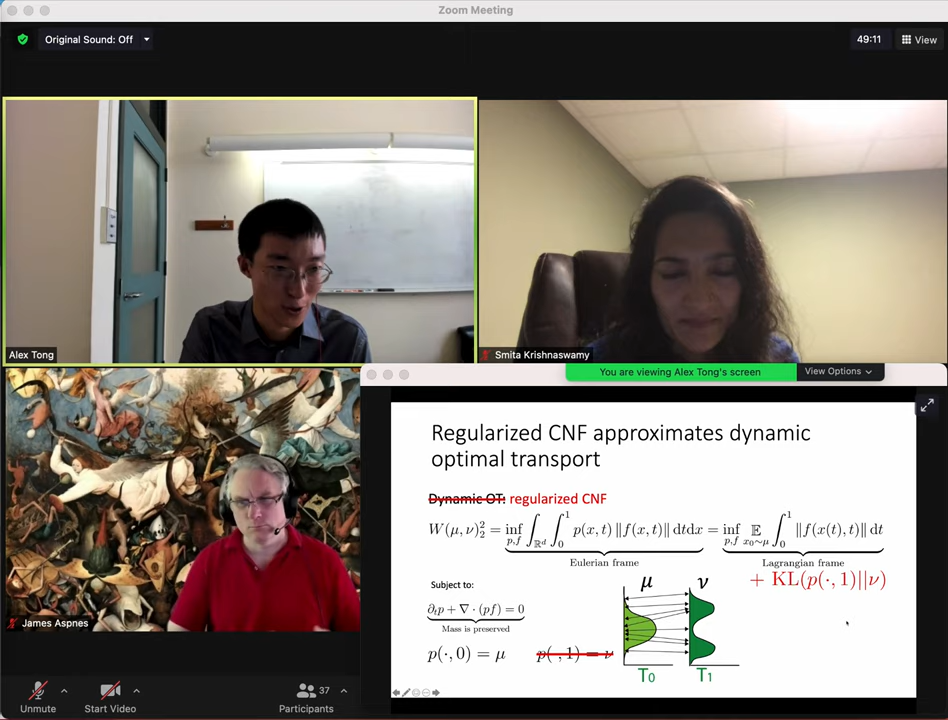 Zoom Meeting
Original Sound: Off
49:11
View
Alex Tong
Smita Krishnaswamy
You are viewing Alex Tong's screen
View Options
Regularized CNF approximates dynamic
optimal transport
Dynamic OT: regularized CNF
W(μ, ν)₂² = inf_{p,f} ∫_{ℝᵈ} ∫₀¹ p(x, t) ‖f(x, t)‖ dtdx = inf_{p,f} 𝔼_{x₀∼μ} ∫₀¹ ‖f(x(t), t)‖ dt
Eulerian frame
Lagrangian frame
+ KL(p(·, 1)||ν)
Subject to:
∂ₜp + ∇ · (pf) = 0
Mass is preserved
p(·, 0) = μ
p(·, 1) = ν
μ
ν
T₀
T₁
James Aspnes
Unmute
Start Video
37
Participants